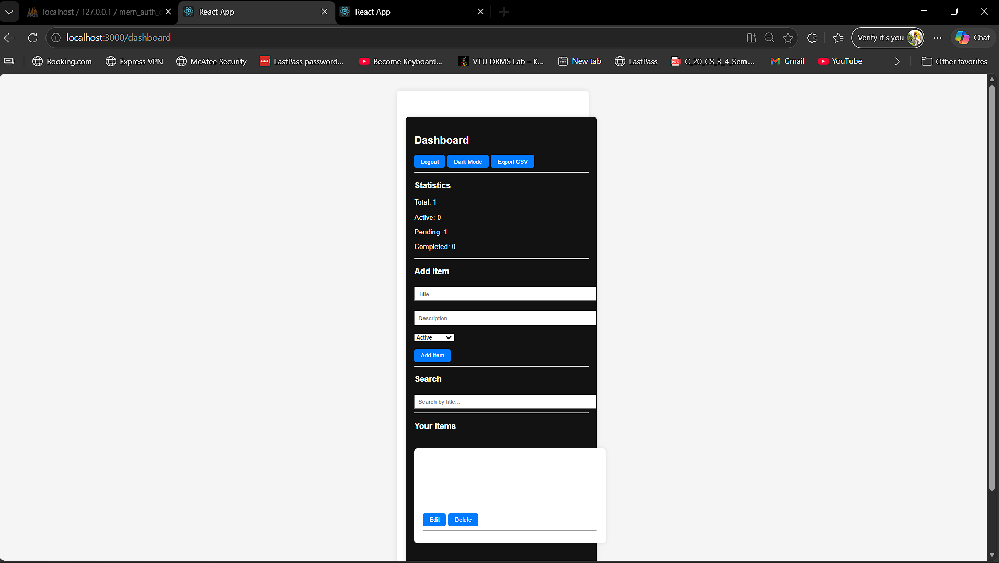 localhost / 127.0.0.1 / mern_auth_
React App
React App
localhost:3000/dashboard
Verify it's you
Chat
Booking.com
Express VPN
McAfee Security
LastPass password...
Become Keyboard...
VTU DBMS Lab – K...
New tab
LastPass
C_20_CS_3_4_Sem....
Gmail
YouTube
Other favorites
Dashboard
Logout
Dark Mode
Export CSV
Statistics
Total: 1
Active: 0
Pending: 1
Completed: 0
Add Item
Title
Description
Active
Add Item
Search
Search by title...
Your Items
Edit
Delete